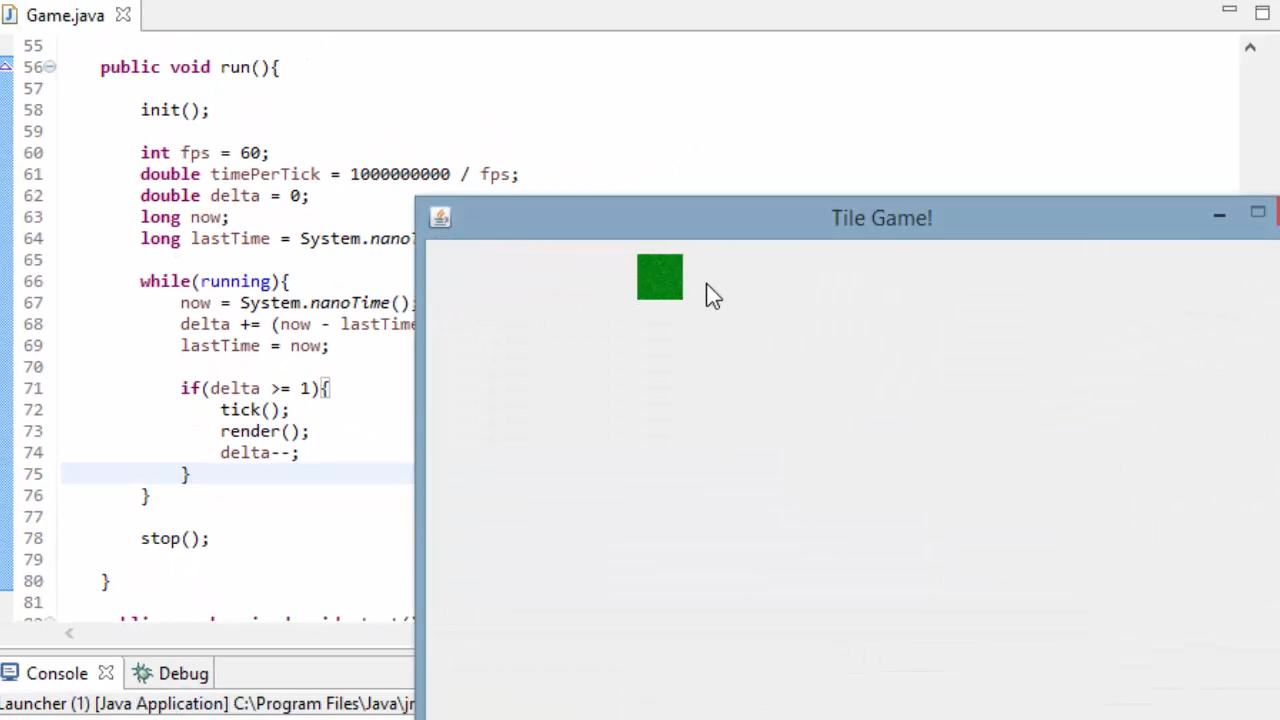 Game.java
55
56 public void run(){
57
58 init();
59
60 int fps = 60;
61 double timePerTick = 1000000000 / fps;
62 double delta = 0;
63 long now;
64 long lastTime = System.nanoT
65
66 while(running){
67 now = System.nanoTime();
68 delta += (now - lastTime
69 lastTime = now;
70
71 if(delta >= 1){
72 tick();
73 render();
74 delta--;
75 }
76 }
77
78 stop();
79
80 }
81
Tile Game!
Console
Debug
Launcher (1) [Java Application] C:\Program Files\Java\jr